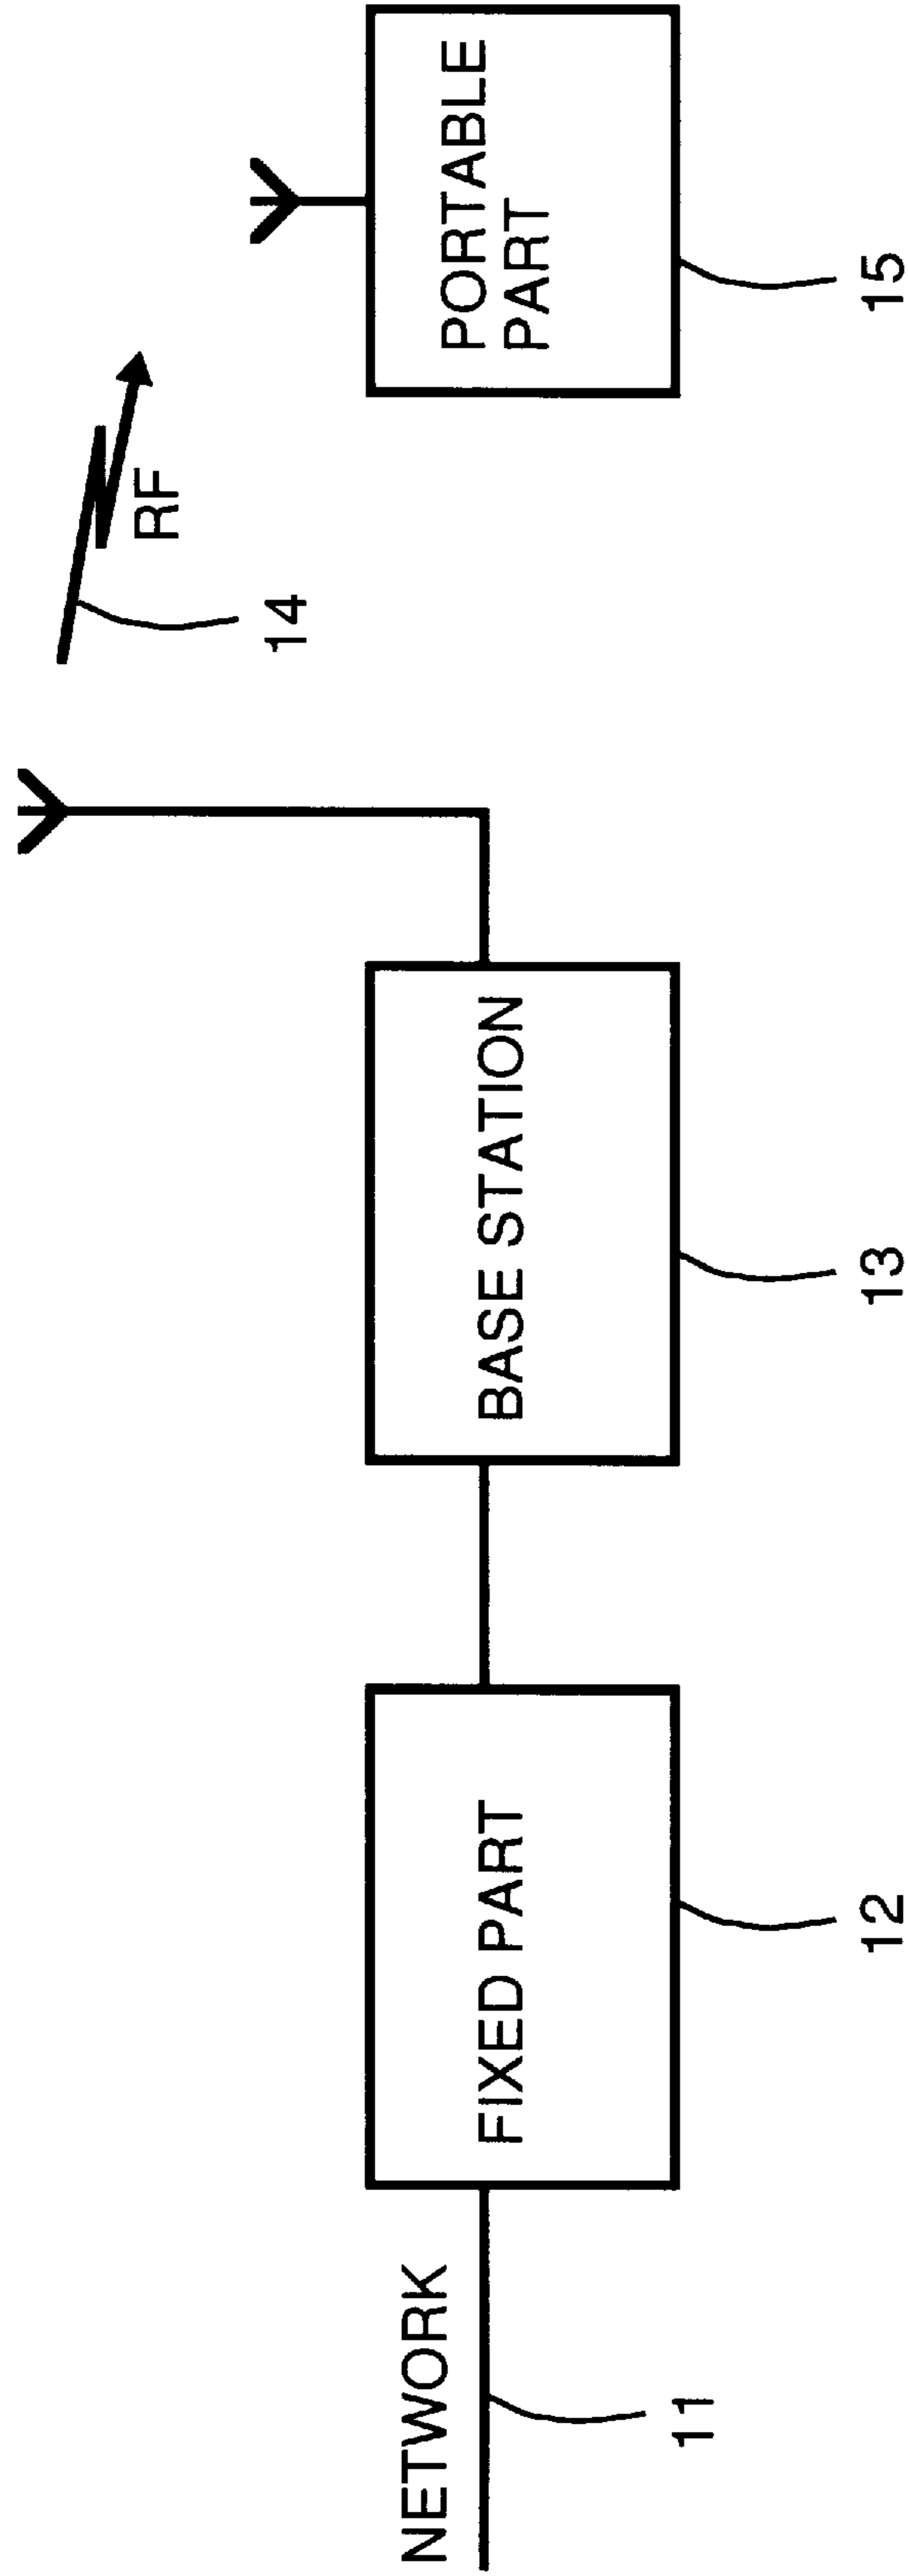 NETWORK
11
FIXED PART
12
BASE STATION
13
RF
14
PORTABLE
PART
15